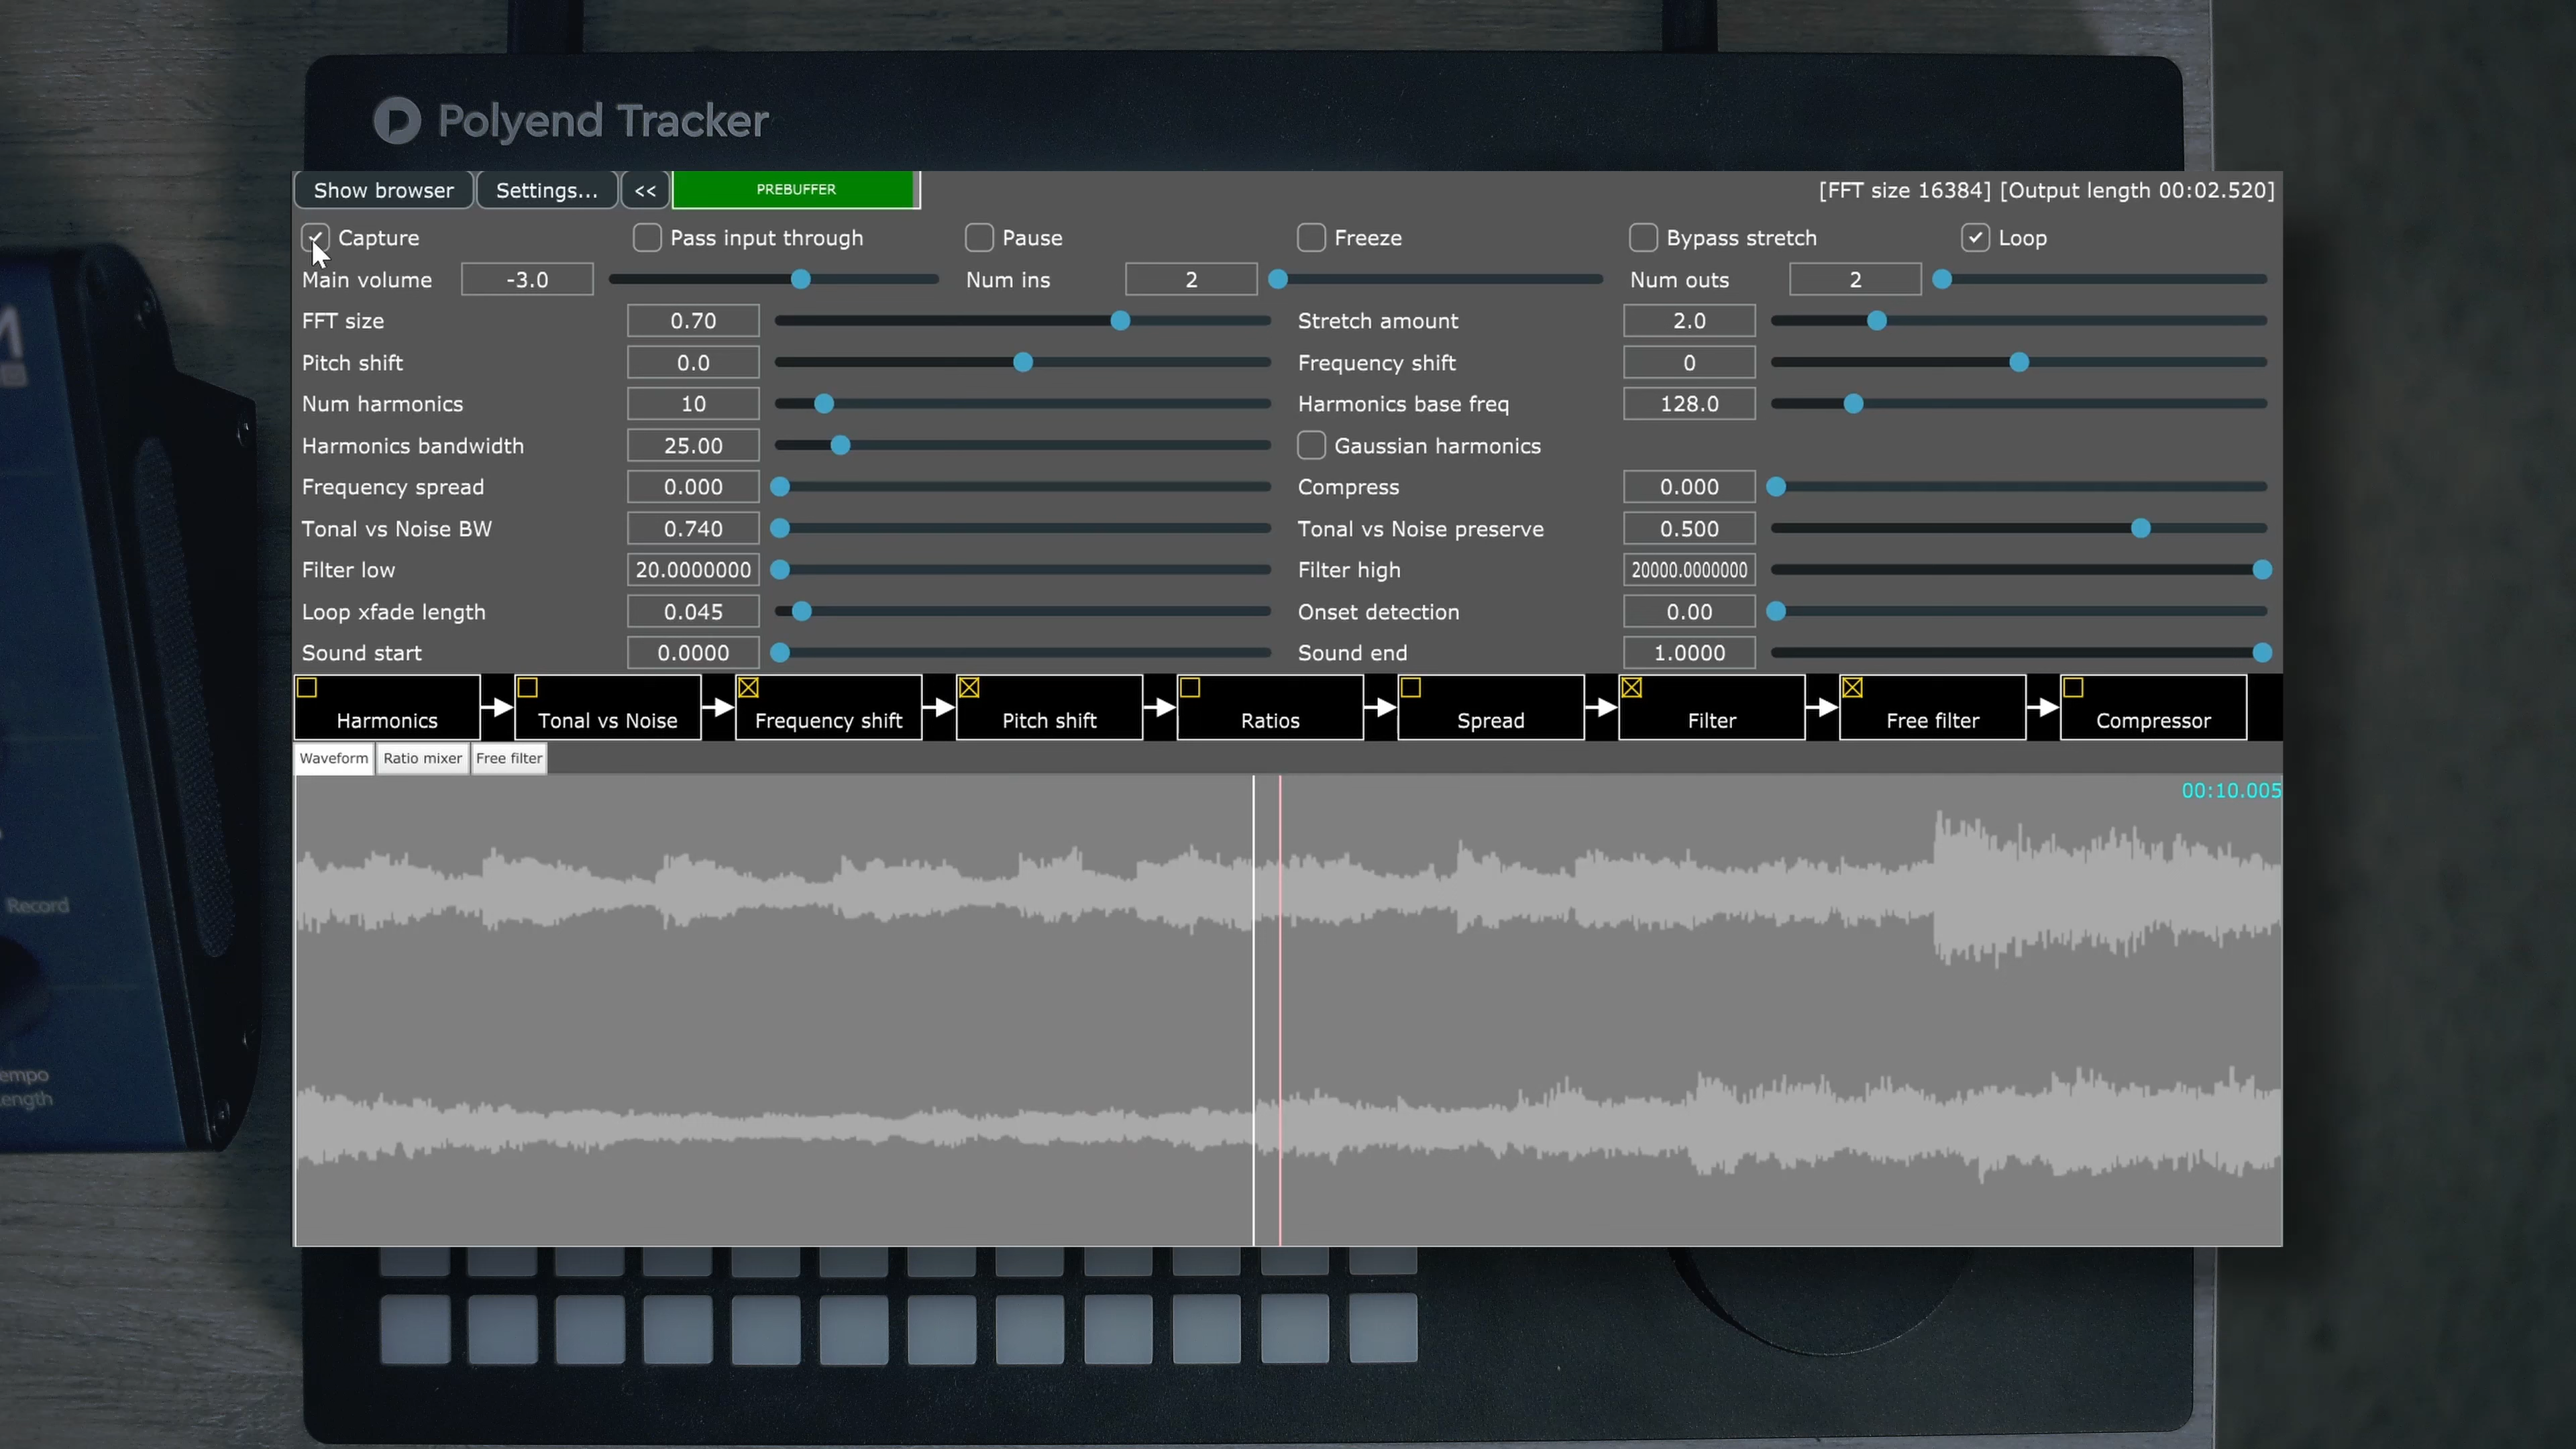 Polyend Tracker
Show browser Settings... << PREBUFFER [FFT size 16384] [Output length 00:02.520]
Capture Pass input through Pause Freeze Bypass stretch Loop
Main volume -3.0 Num ins 2 Num outs 2
FFT size 0.70 Stretch amount 2.0
Pitch shift 0.0 Frequency shift 0
Num harmonics 10 Harmonics base freq 128.0
Harmonics bandwidth 25.00 Gaussian harmonics
Frequency spread 0.000 Compress 0.000
Tonal vs Noise BW 0.740 Tonal vs Noise preserve 0.500
Filter low 20.0000000 Filter high 20000.0000000
Loop xfade length 0.045 Onset detection 0.00
Sound start 0.0000 Sound end 1.0000
Harmonics Tonal vs Noise Frequency shift Pitch shift Ratios Spread Filter Free filter Compressor
Waveform Ratio mixer Free filter
00:10.005
Record